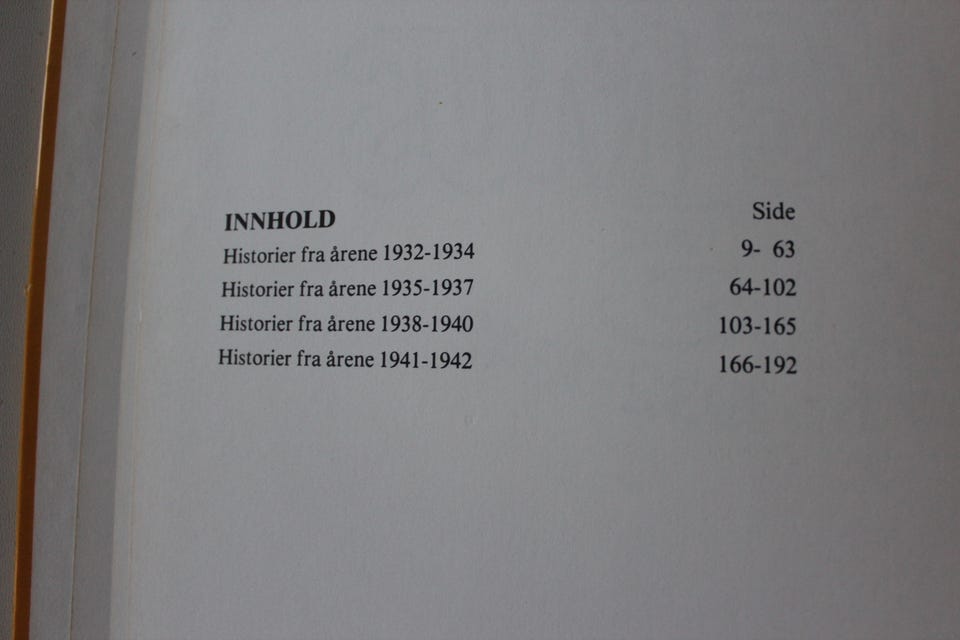 INNHOLD Side
Historier fra årene 1932-1934 9- 63
Historier fra årene 1935-1937 64-102
Historier fra årene 1938-1940 103-165
Historier fra årene 1941-1942 166-192